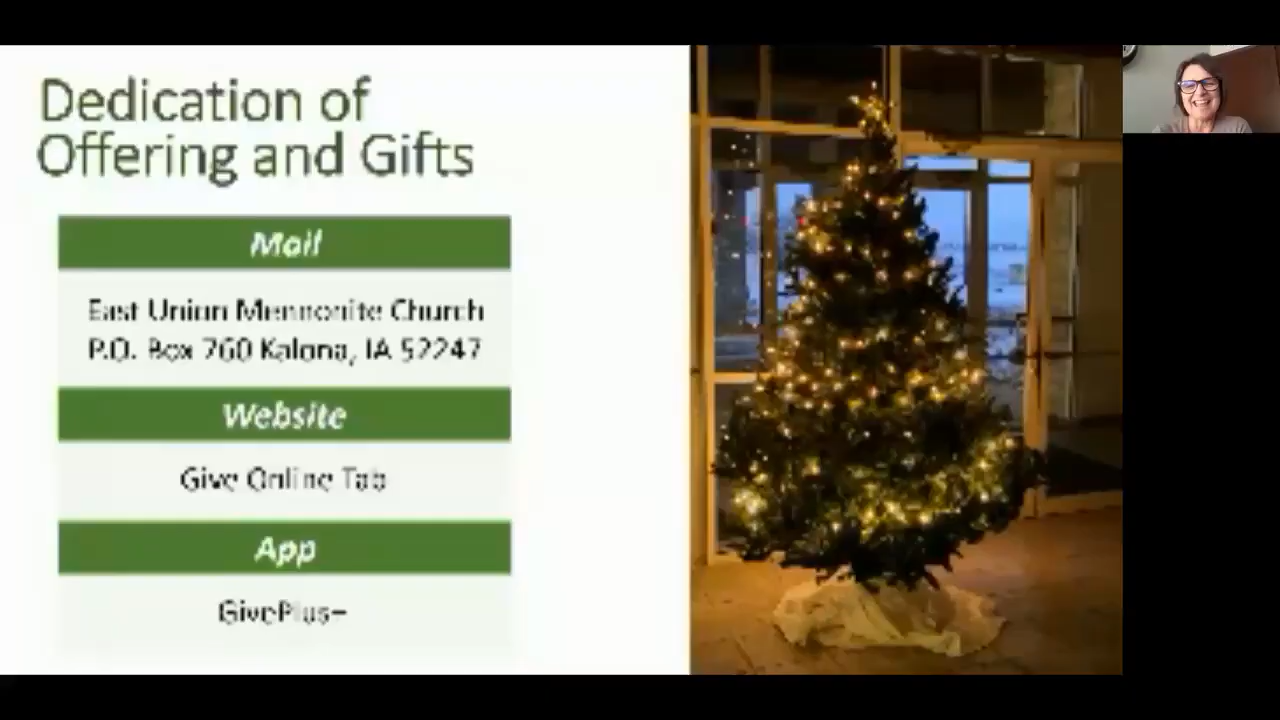 Dedication of
Offering and Gifts
Mail
East Union Mennonite Church
P.O. Box 760 Kalona, IA 52247
Website
Give Online Tab
App
GivePlus+